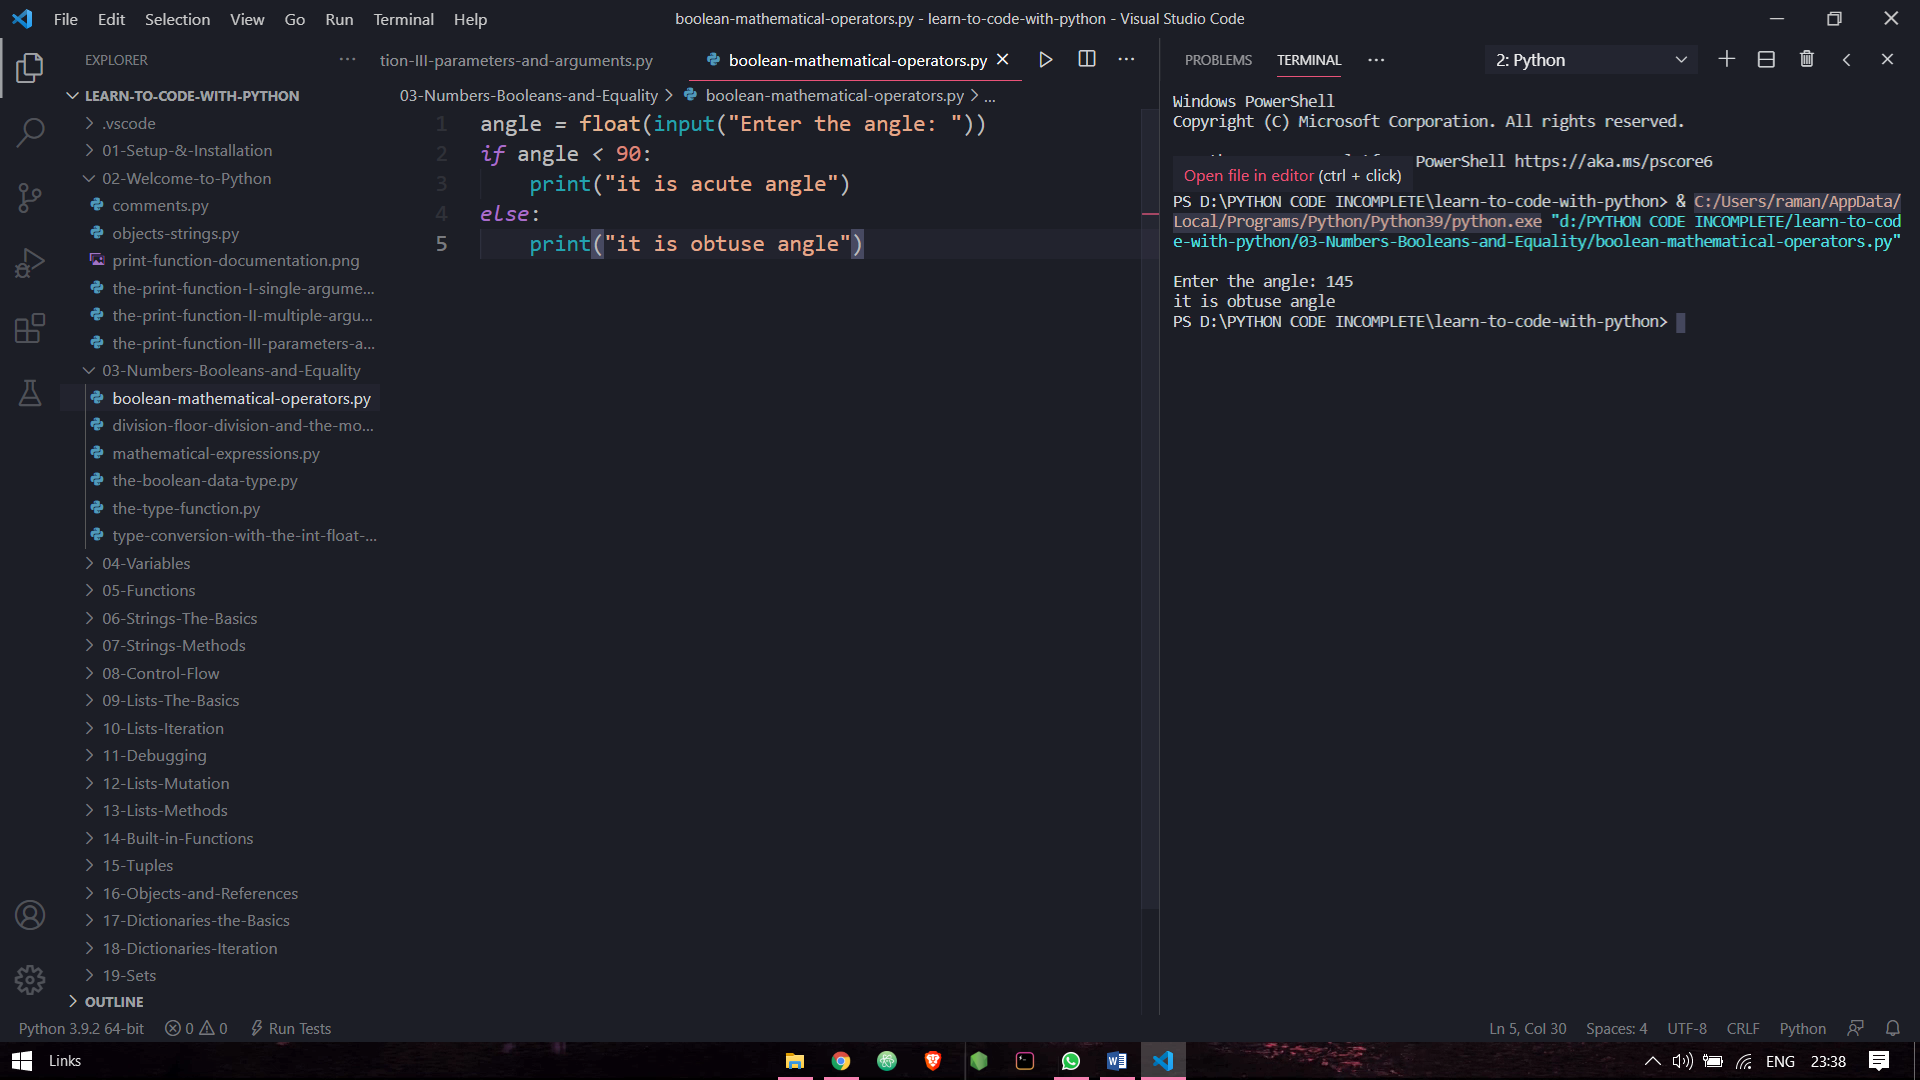 File Edit Selection View Go Run Terminal Help
boolean-mathematical-operators.py - learn-to-code-with-python - Visual Studio Code
EXPLORER
LEARN-TO-CODE-WITH-PYTHON
.vscode
01-Setup-&-Installation
02-Welcome-to-Python
comments.py
objects-strings.py
print-function-documentation.png
the-print-function-I-single-argume...
the-print-function-II-multiple-argu...
the-print-function-III-parameters-a...
03-Numbers-Booleans-and-Equality
boolean-mathematical-operators.py
division-floor-division-and-the-mo...
mathematical-expressions.py
the-boolean-data-type.py
the-type-function.py
type-conversion-with-the-int-float-...
04-Variables
05-Functions
06-Strings-The-Basics
07-Strings-Methods
08-Control-Flow
09-Lists-The-Basics
10-Lists-Iteration
11-Debugging
12-Lists-Mutation
13-Lists-Methods
14-Built-in-Functions
15-Tuples
16-Objects-and-References
17-Dictionaries-the-Basics
18-Dictionaries-Iteration
19-Sets
OUTLINE
tion-III-parameters-and-arguments.py
boolean-mathematical-operators.py
03-Numbers-Booleans-and-Equality > boolean-mathematical-operators.py > ...
1 angle = float(input("Enter the angle: "))
2 if angle < 90:
3 print("it is acute angle")
4 else:
5 print("it is obtuse angle")
PROBLEMS TERMINAL
2: Python
Windows PowerShell
Copyright (C) Microsoft Corporation. All rights reserved.
PowerShell https://aka.ms/pscore6
Open file in editor (ctrl + click)
PS D:\PYTHON CODE INCOMPLETE\learn-to-code-with-python> & C:/Users/raman/AppData/
Local/Programs/Python/Python39/python.exe "d:/PYTHON CODE INCOMPLETE/learn-to-cod
e-with-python/03-Numbers-Booleans-and-Equality/boolean-mathematical-operators.py"
Enter the angle: 145
it is obtuse angle
PS D:\PYTHON CODE INCOMPLETE\learn-to-code-with-python>
Python 3.9.2 64-bit 0 0 Run Tests
Ln 5, Col 30 Spaces: 4 UTF-8 CRLF Python
Links
ENG 23:38